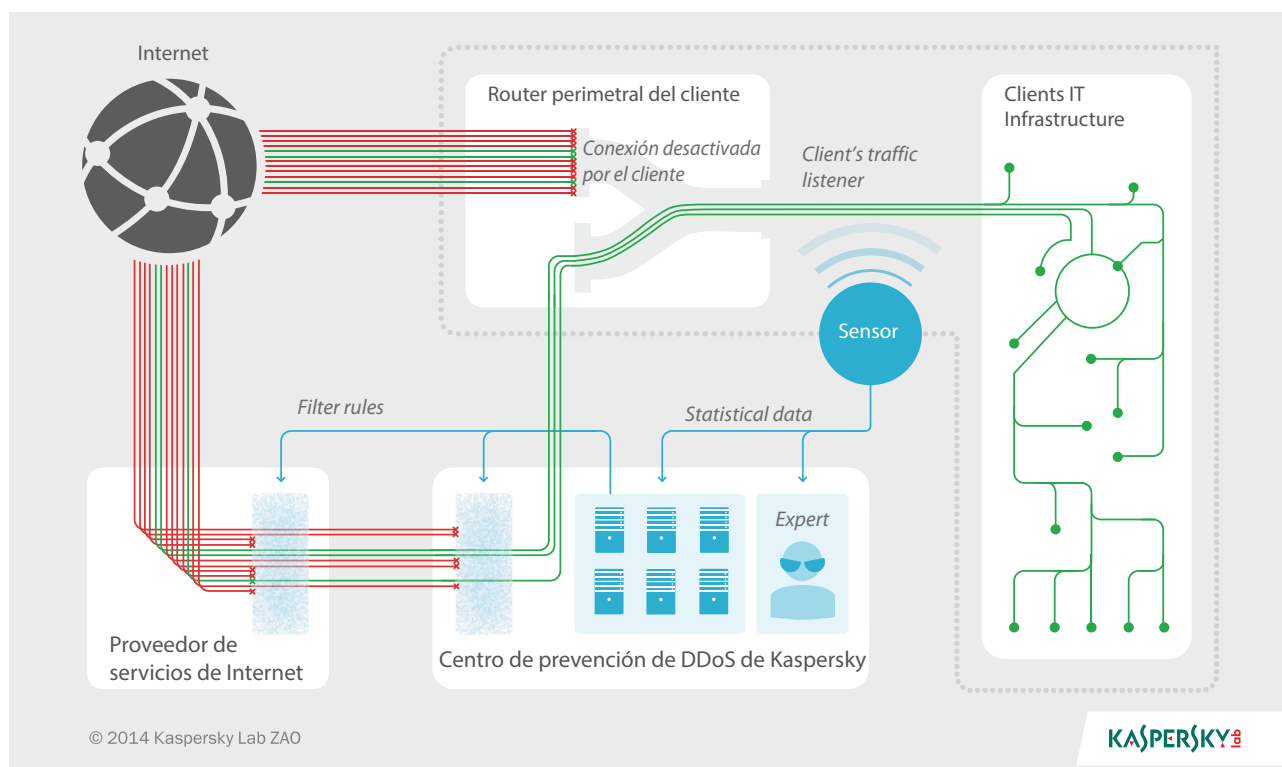 Internet
Router perimetral del cliente
Conexión desactivada
por el cliente
Client's traffic
listener
Clients IT
Infrastructure
Sensor
Filter rules
Statistical data
Expert
Proveedor de
servicios de Internet
Centro de prevención de DDoS de Kaspersky
© 2014 Kaspersky Lab ZAO
KASPERSKY lab